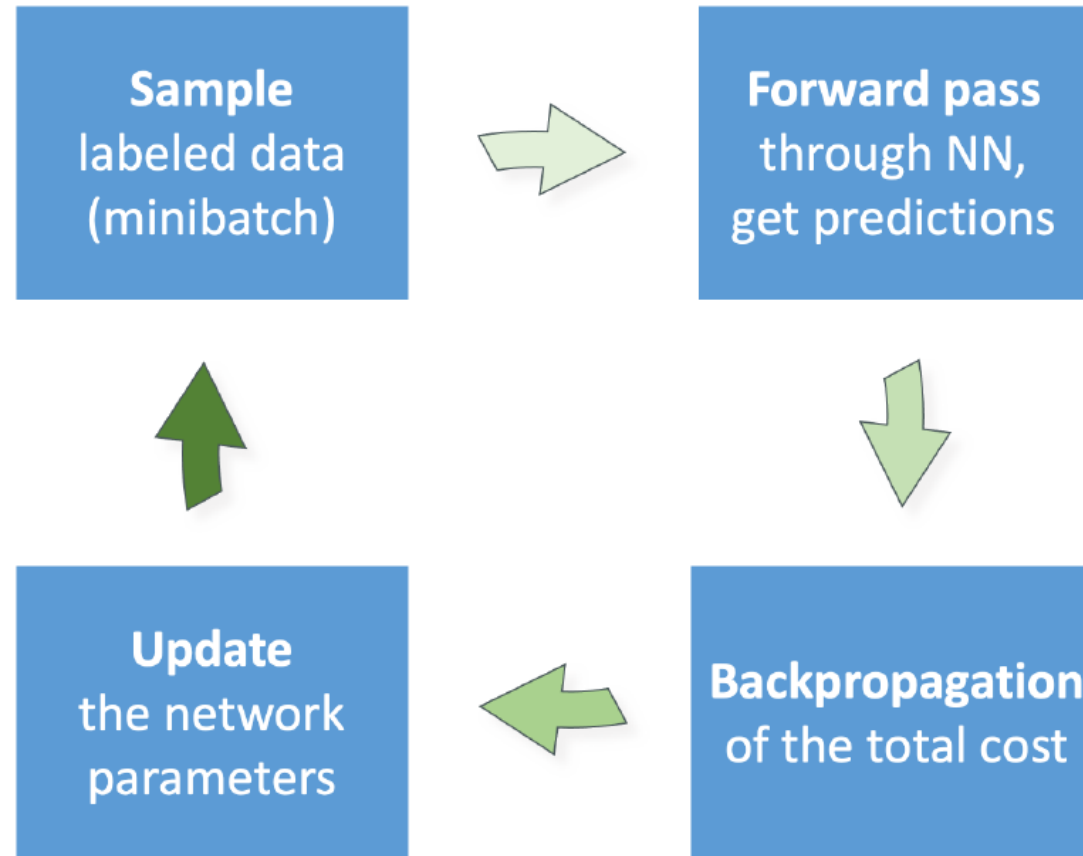 Sample
labeled data
(minibatch)
Forward pass
through NN,
get predictions
Update
the network
parameters
Backpropagation
of the total cost